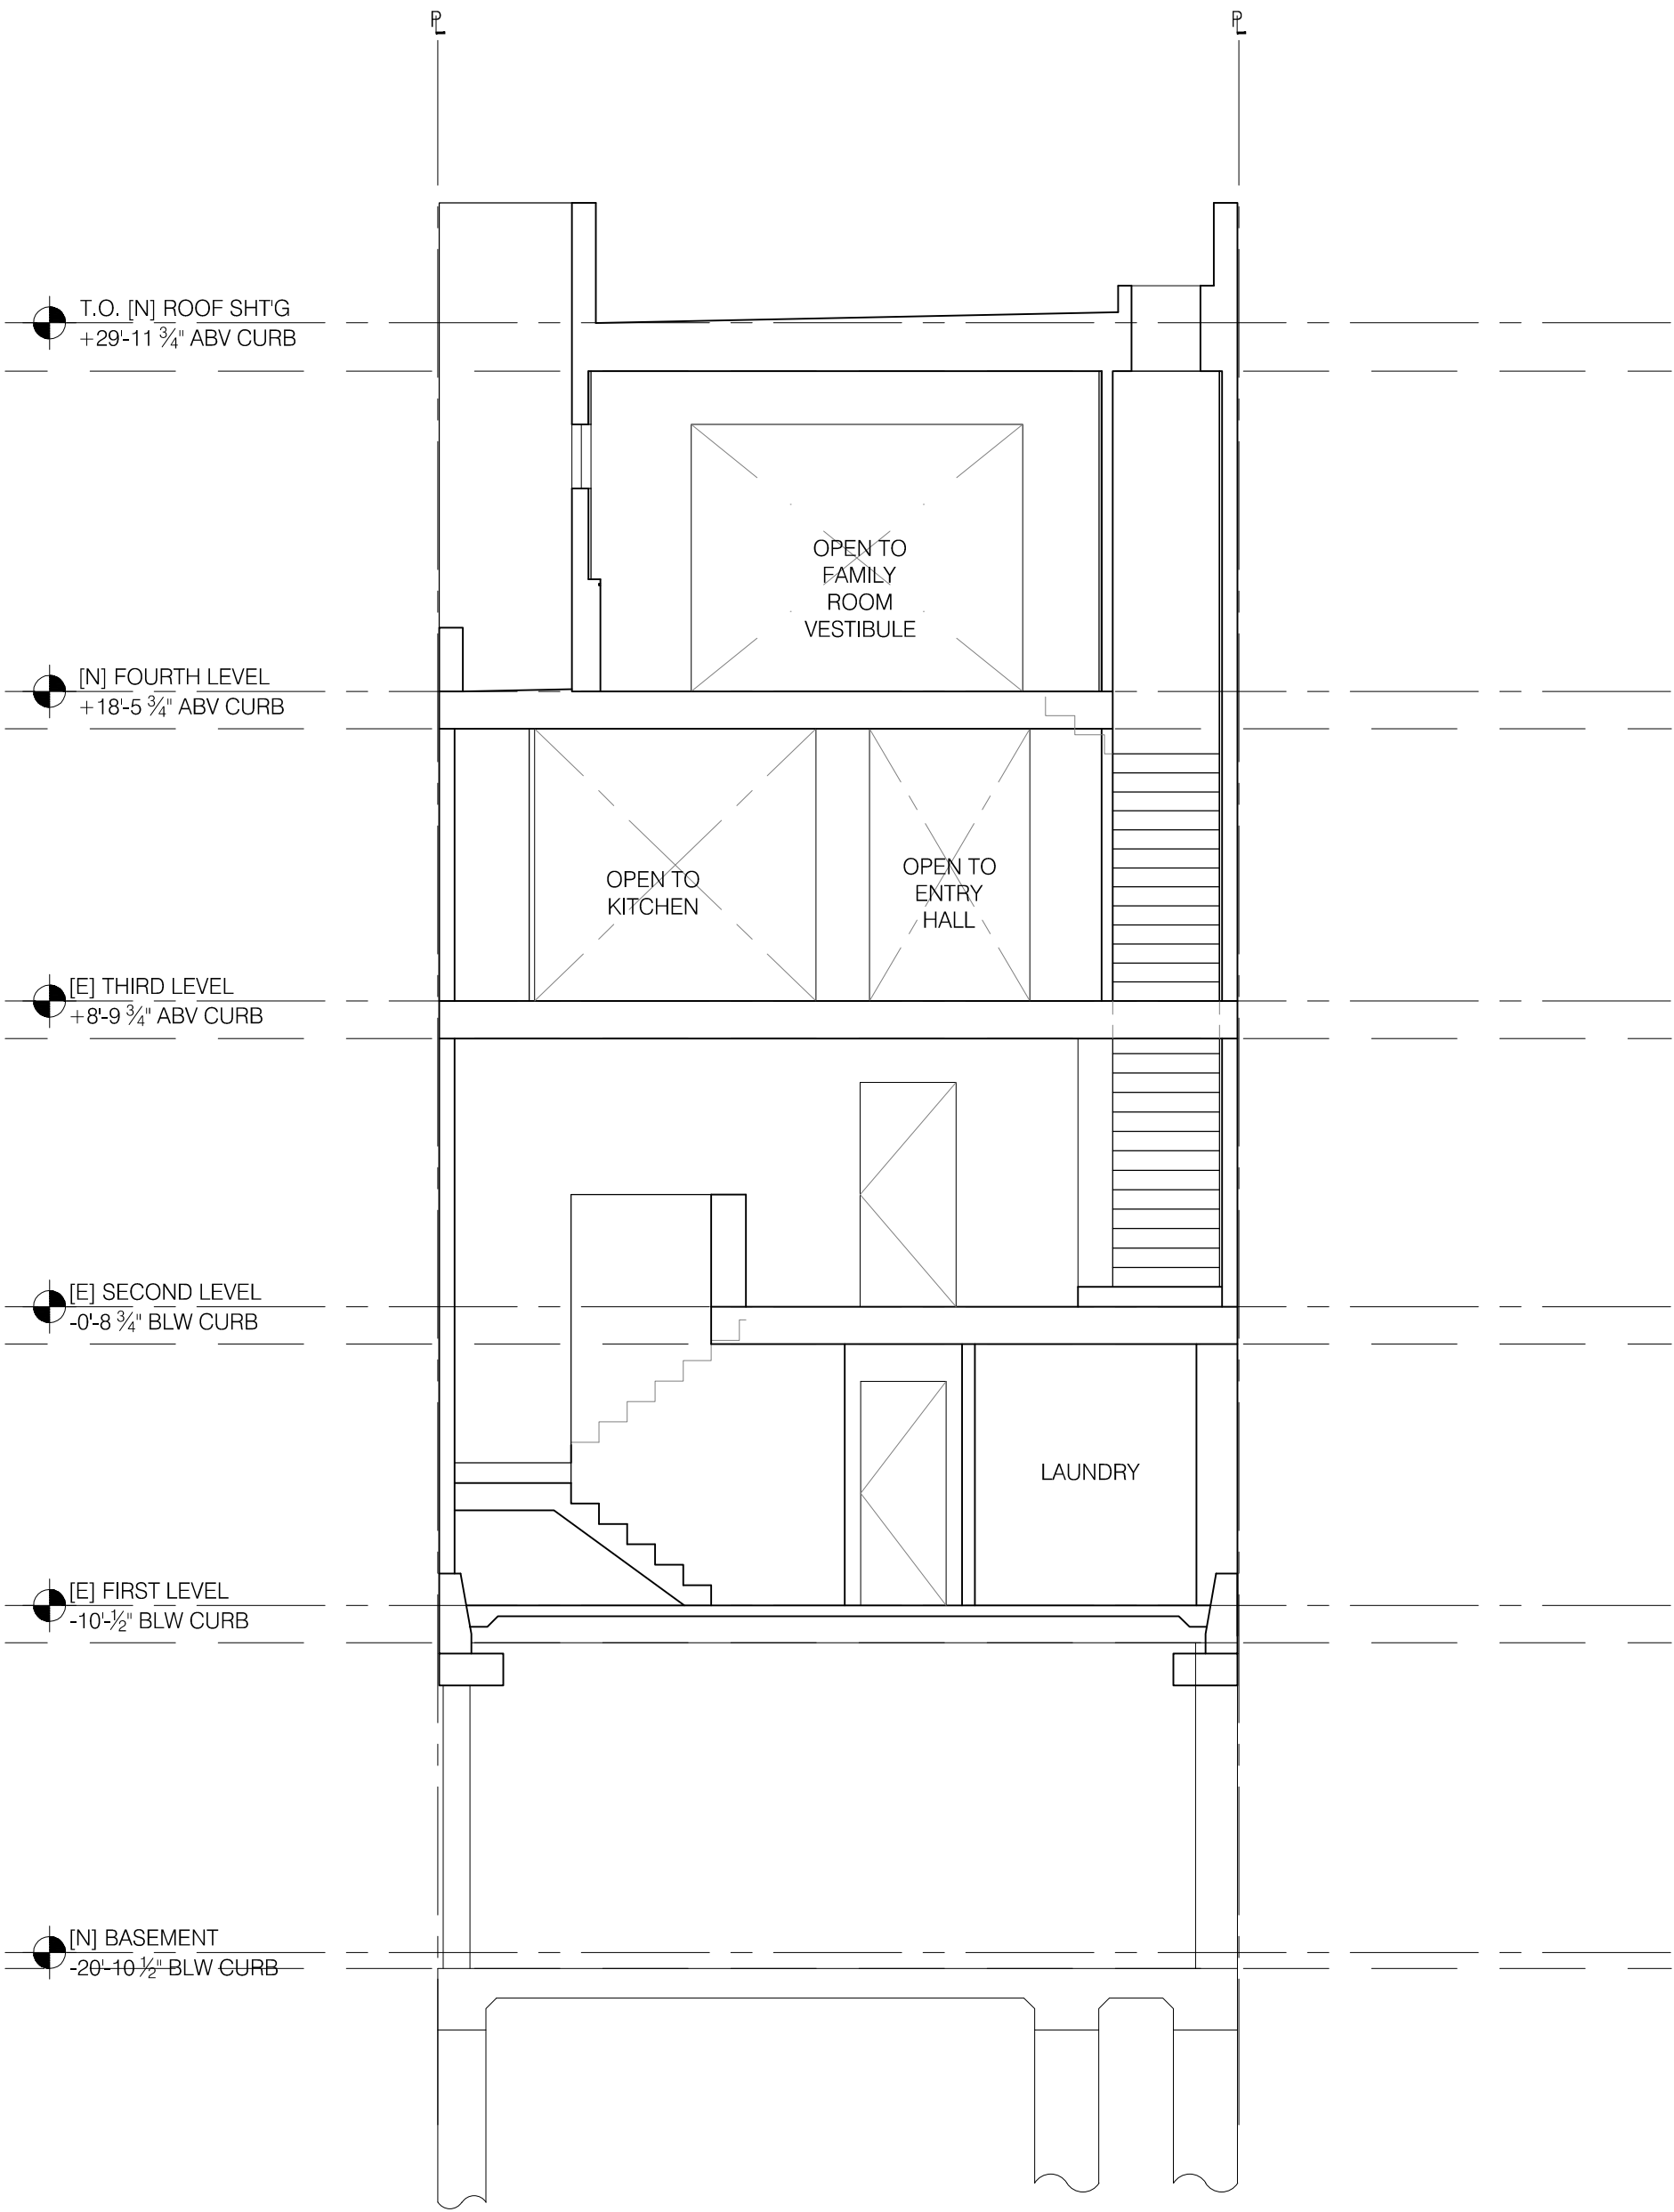 PL PL
T.O. [N] ROOF SHT'G
+29'-11 ¾" ABV CURB
OPEN TO
FAMILY
ROOM
VESTIBULE
[N] FOURTH LEVEL
+18'-5 ¾" ABV CURB
OPEN TO
KITCHEN
OPEN TO
ENTRY
HALL
[E] THIRD LEVEL
+8'-9 ¾" ABV CURB
[E] SECOND LEVEL
-0'-8 ¾" BLW CURB
LAUNDRY
[E] FIRST LEVEL
-10'-½" BLW CURB
[N] BASEMENT
-20'-10 ½" BLW CURB